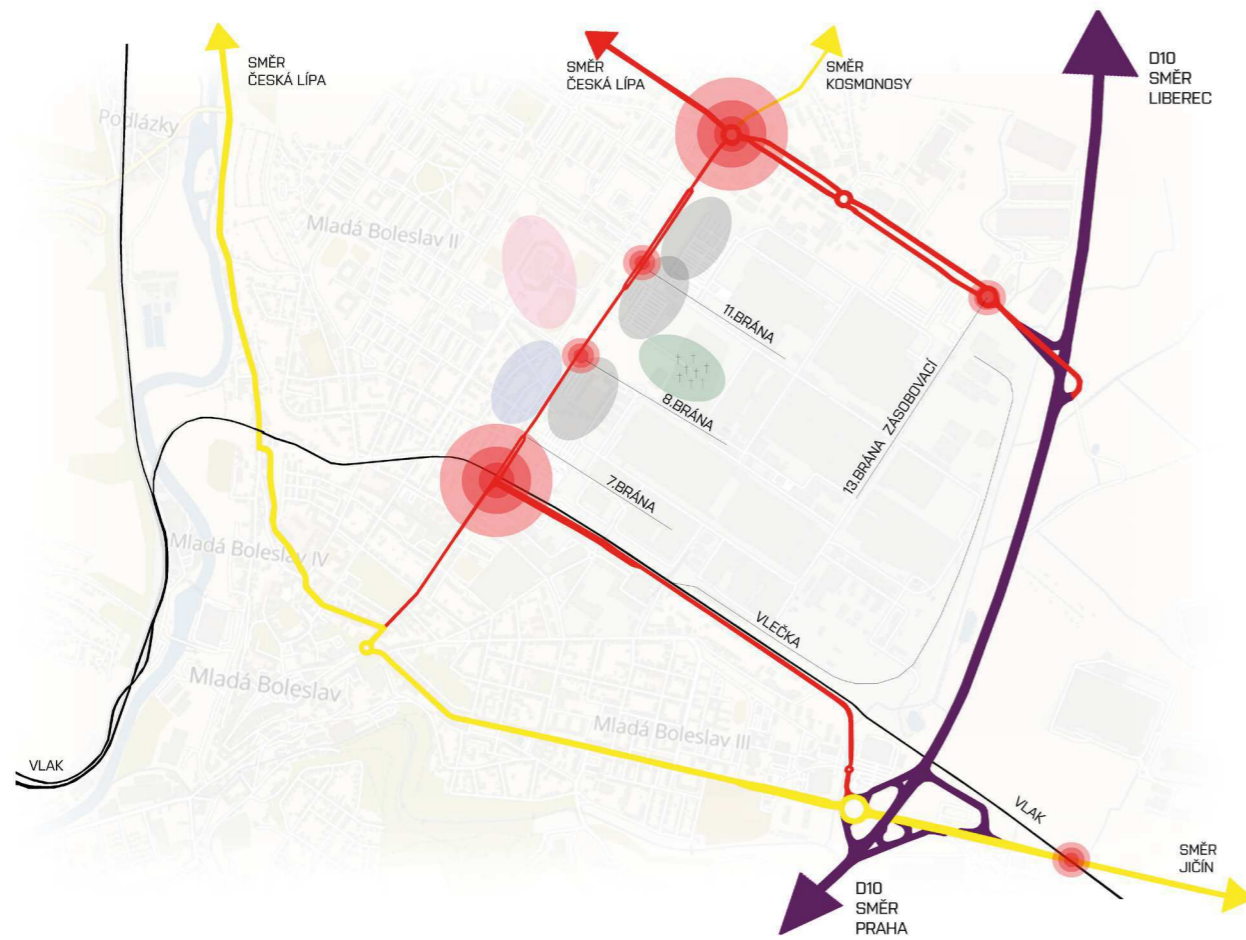 SMĚR
ČESKÁ LÍPA
SMĚR
ČESKÁ LÍPA
SMĚR
KOSMONOSY
D10
SMĚR
LIBEREC
Podlázky
Mladá Boleslav II
11.BRÁNA
8.BRÁNA
13.BRÁNA ZÁSOBOVACÍ
7.BRÁNA
Mladá Boleslav IV
VLEČKA
Mladá Boleslav
Mladá Boleslav III
VLAK
VLAK
SMĚR
JIČÍN
D10
SMĚR
PRAHA